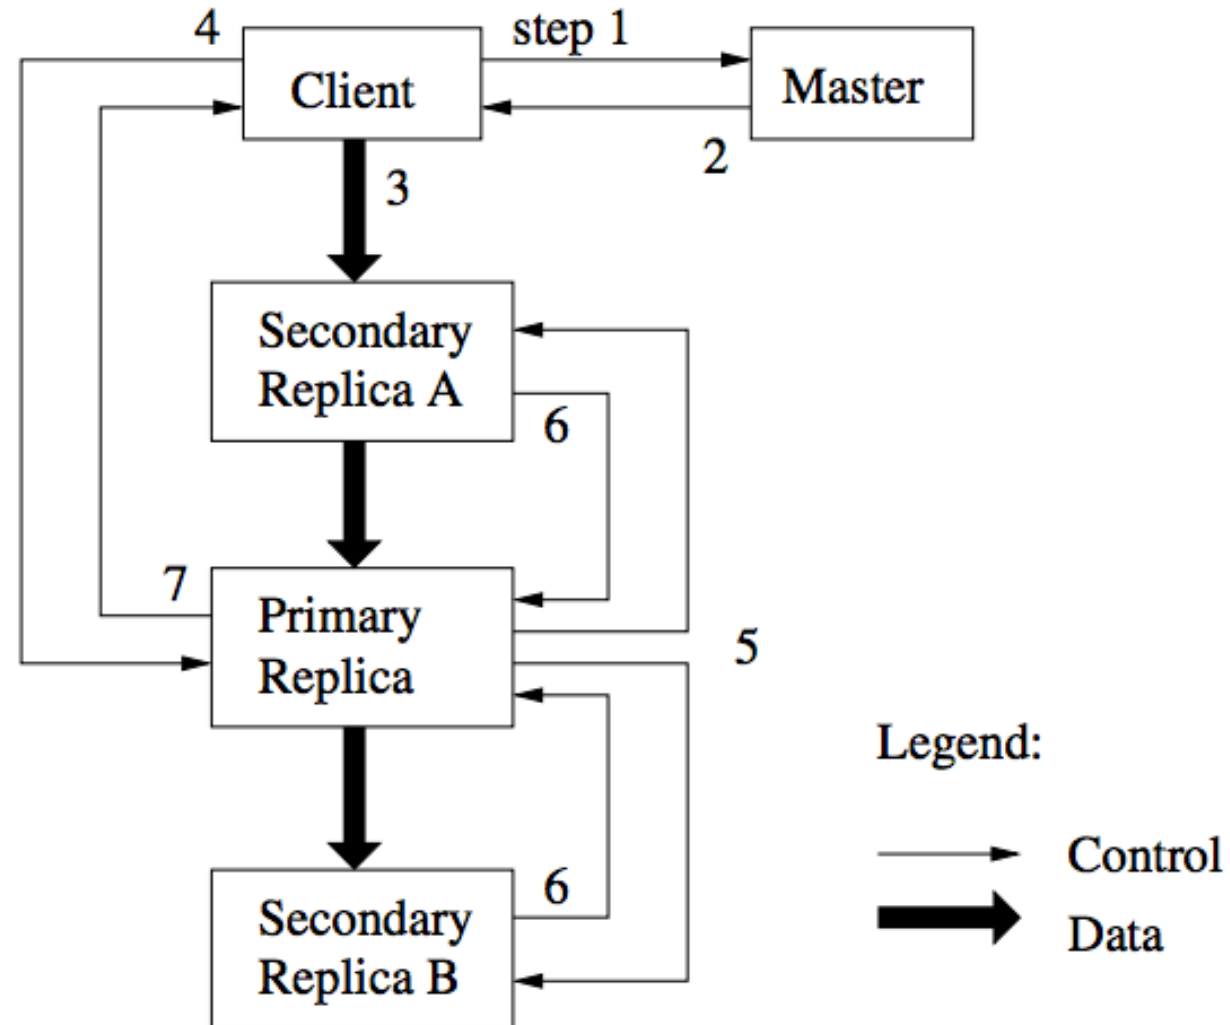 4
step 1
Client
Master
2
3
Secondary
Replica A
6
7
Primary
Replica
5
Legend:
Control
6
Secondary
Replica B
Data